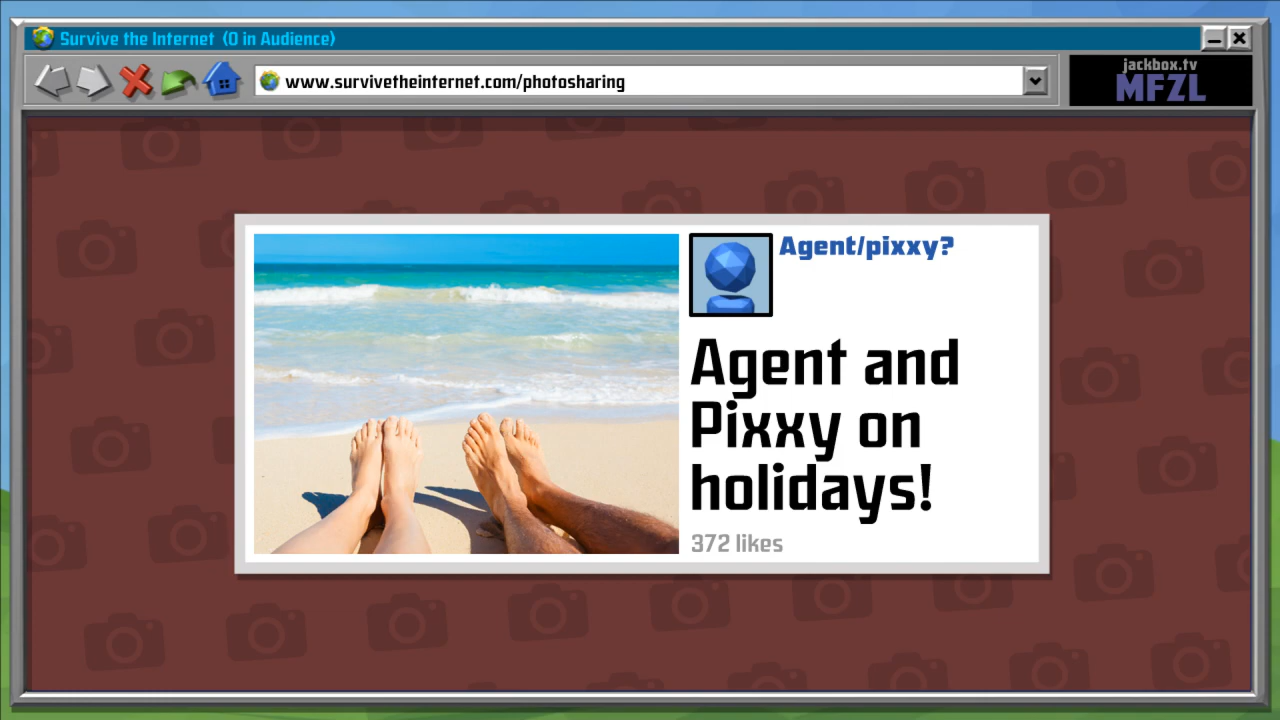 Survive the Internet (0 in Audience)
www.survivetheinternet.com/photosharing
jackbox.tv
MFZL
Agent/pixxy?
Agent and
Pixxy on
holidays!
372 likes